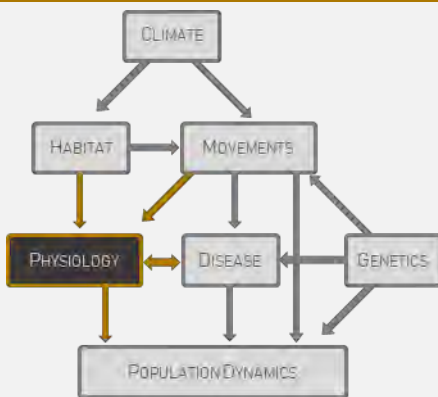 CLIMATE
HABITAT
MOVEMENTS
PHYSIOLOGY
DISEASE
GENETICS
POPULATION DYNAMICS